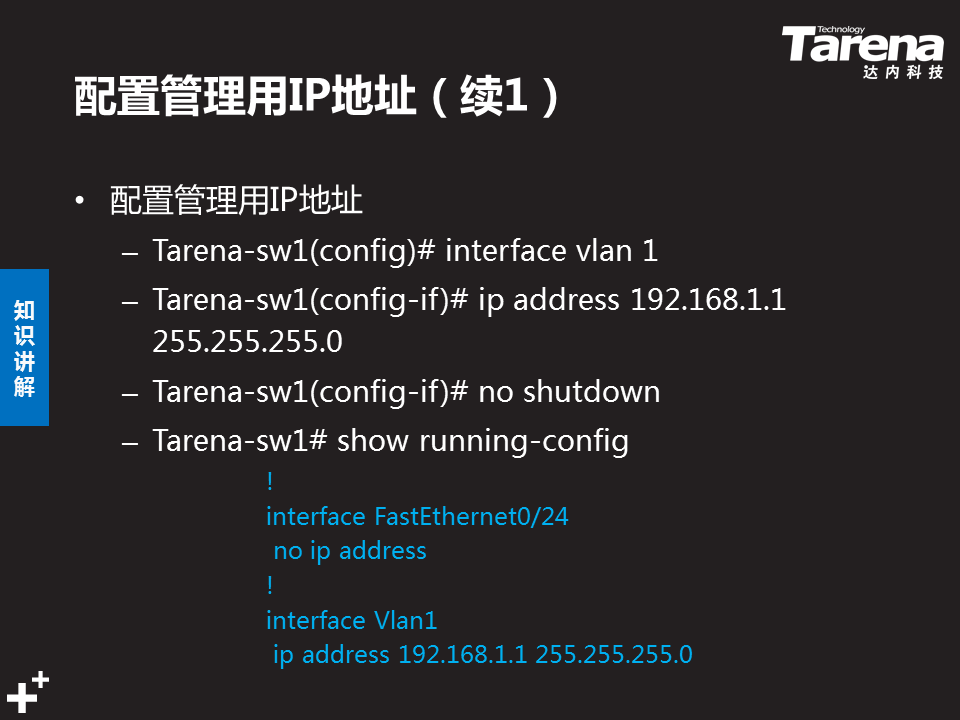 Technology
Tarena
达内科技
配置管理用IP地址（续1）
• 配置管理用IP地址
– Tarena-sw1(config)# interface vlan 1
– Tarena-sw1(config-if)# ip address 192.168.1.1
255.255.255.0
– Tarena-sw1(config-if)# no shutdown
– Tarena-sw1# show running-config
!
interface FastEthernet0/24
no ip address
!
interface Vlan1
ip address 192.168.1.1 255.255.255.0
知识讲解